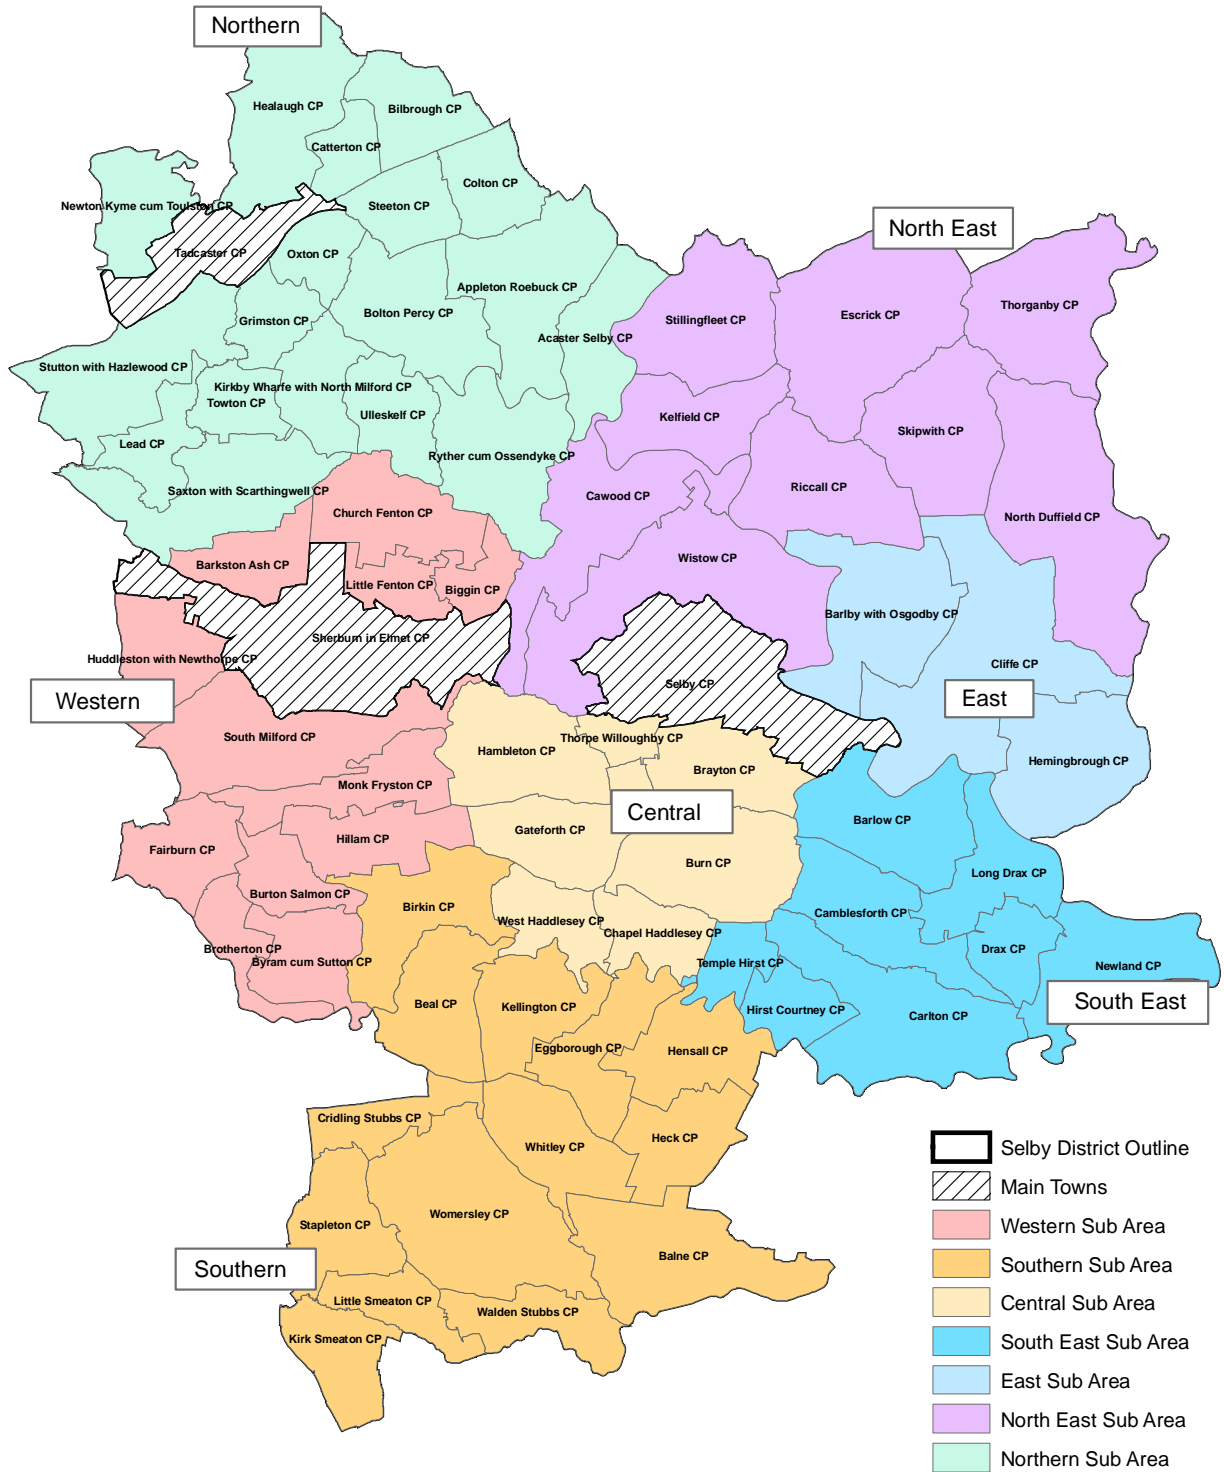 Northern
Healaugh CP
Bilbrough CP
Catterton CP
Colton CP
Newton Kyme cum Toulston CP
Steeton CP
North East
Tadcaster CP
Oxton CP
Appleton Roebuck CP
Thorganby CP
Grimston CP
Bolton Percy CP
Stillingfleet CP
Escrick CP
Acaster Selby CP
Stutton with Hazlewood CP
Kirkby Wharfe with North Milford CP
Towton CP
Ulleskelf CP
Kelfield CP
Skipwith CP
Lead CP
Ryther cum Ossendyke CP
Saxton with Scarthingwell CP
Cawood CP
Riccall CP
Church Fenton CP
North Duffield CP
Barkston Ash CP
Wistow CP
Little Fenton CP
Biggin CP
Barlby with Osgodby CP
Sherburn in Elmet CP
Huddleston with Newthorpe CP
Cliffe CP
Selby CP
Western
East
South Milford CP
Hambleton CP
Thorpe Willoughby CP
Brayton CP
Hemingbrough CP
Monk Fryston CP
Central
Fairburn CP
Hillam CP
Gateforth CP
Barlow CP
Burn CP
Long Drax CP
Burton Salmon CP
Birkin CP
West Haddlesey CP
Chapel Haddlesey CP
Camblesforth CP
Brotherton CP
Byram cum Sutton CP
Temple Hirst CP
Drax CP
Newland CP
Beal CP
Kellington CP
Hirst Courtney CP
Carlton CP
South East
Eggborough CP
Hensall CP
Cridling Stubbs CP
Whitley CP
Heck CP
Selby District Outline
Main Towns
Stapleton CP
Womersley CP
Western Sub Area
Balne CP
Southern
Southern Sub Area
Little Smeaton CP
Walden Stubbs CP
Central Sub Area
Kirk Smeaton CP
South East Sub Area
East Sub Area
North East Sub Area
Northern Sub Area